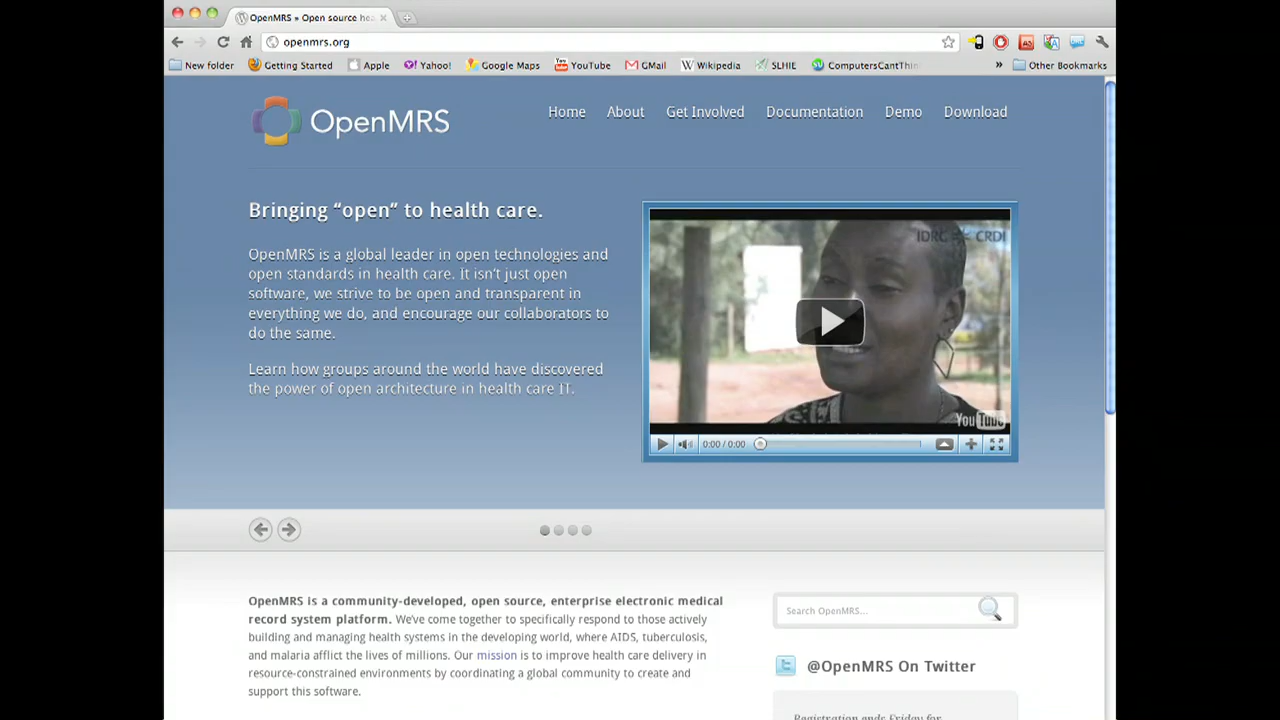 OpenMRS » Open source hea
openmrs.org
New folder Getting Started Apple Yahoo! Google Maps YouTube GMail Wikipedia SLHIE ComputersCantThin » Other Bookmarks
OpenMRS
Home About Get Involved Documentation Demo Download
Bringing “open” to health care.
OpenMRS is a global leader in open technologies and
open standards in health care. It isn’t just open
software, we strive to be open and transparent in
everything we do, and encourage our collaborators to
do the same.
Learn how groups around the world have discovered
the power of open architecture in health care IT.
IDRC CRDI
YouTube
0:00 / 0:00
OpenMRS is a community-developed, open source, enterprise electronic medical
record system platform. We’ve come together to specifically respond to those actively
building and managing health systems in the developing world, where AIDS, tuberculosis,
and malaria afflict the lives of millions. Our mission is to improve health care delivery in
resource-constrained environments by coordinating a global community to create and
support this software.
Search OpenMRS...
@OpenMRS On Twitter
Registration ends Friday for